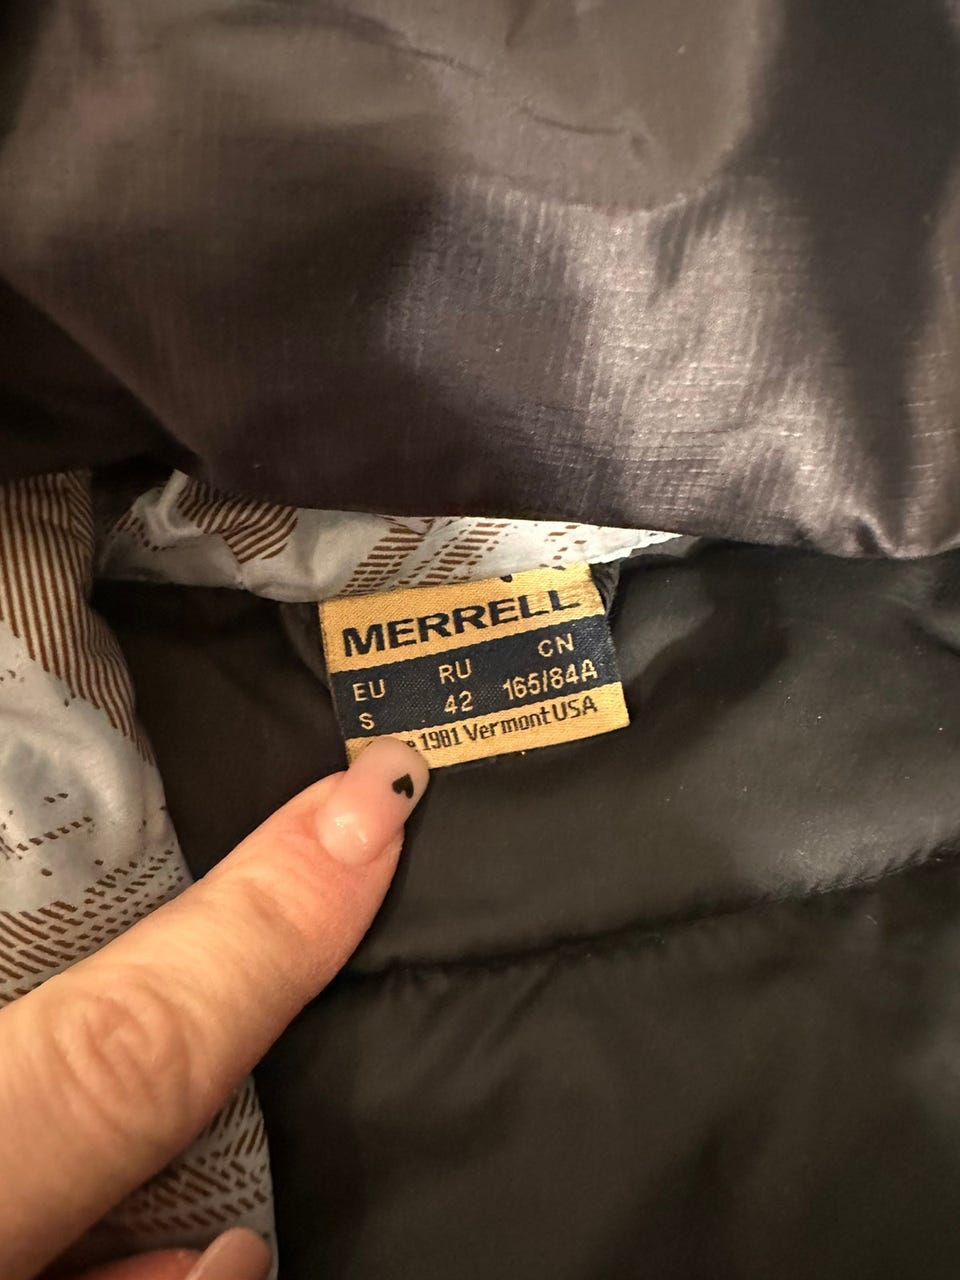 MERRELL
EU RU CN
S 42 165/84A
1981 Vermont USA